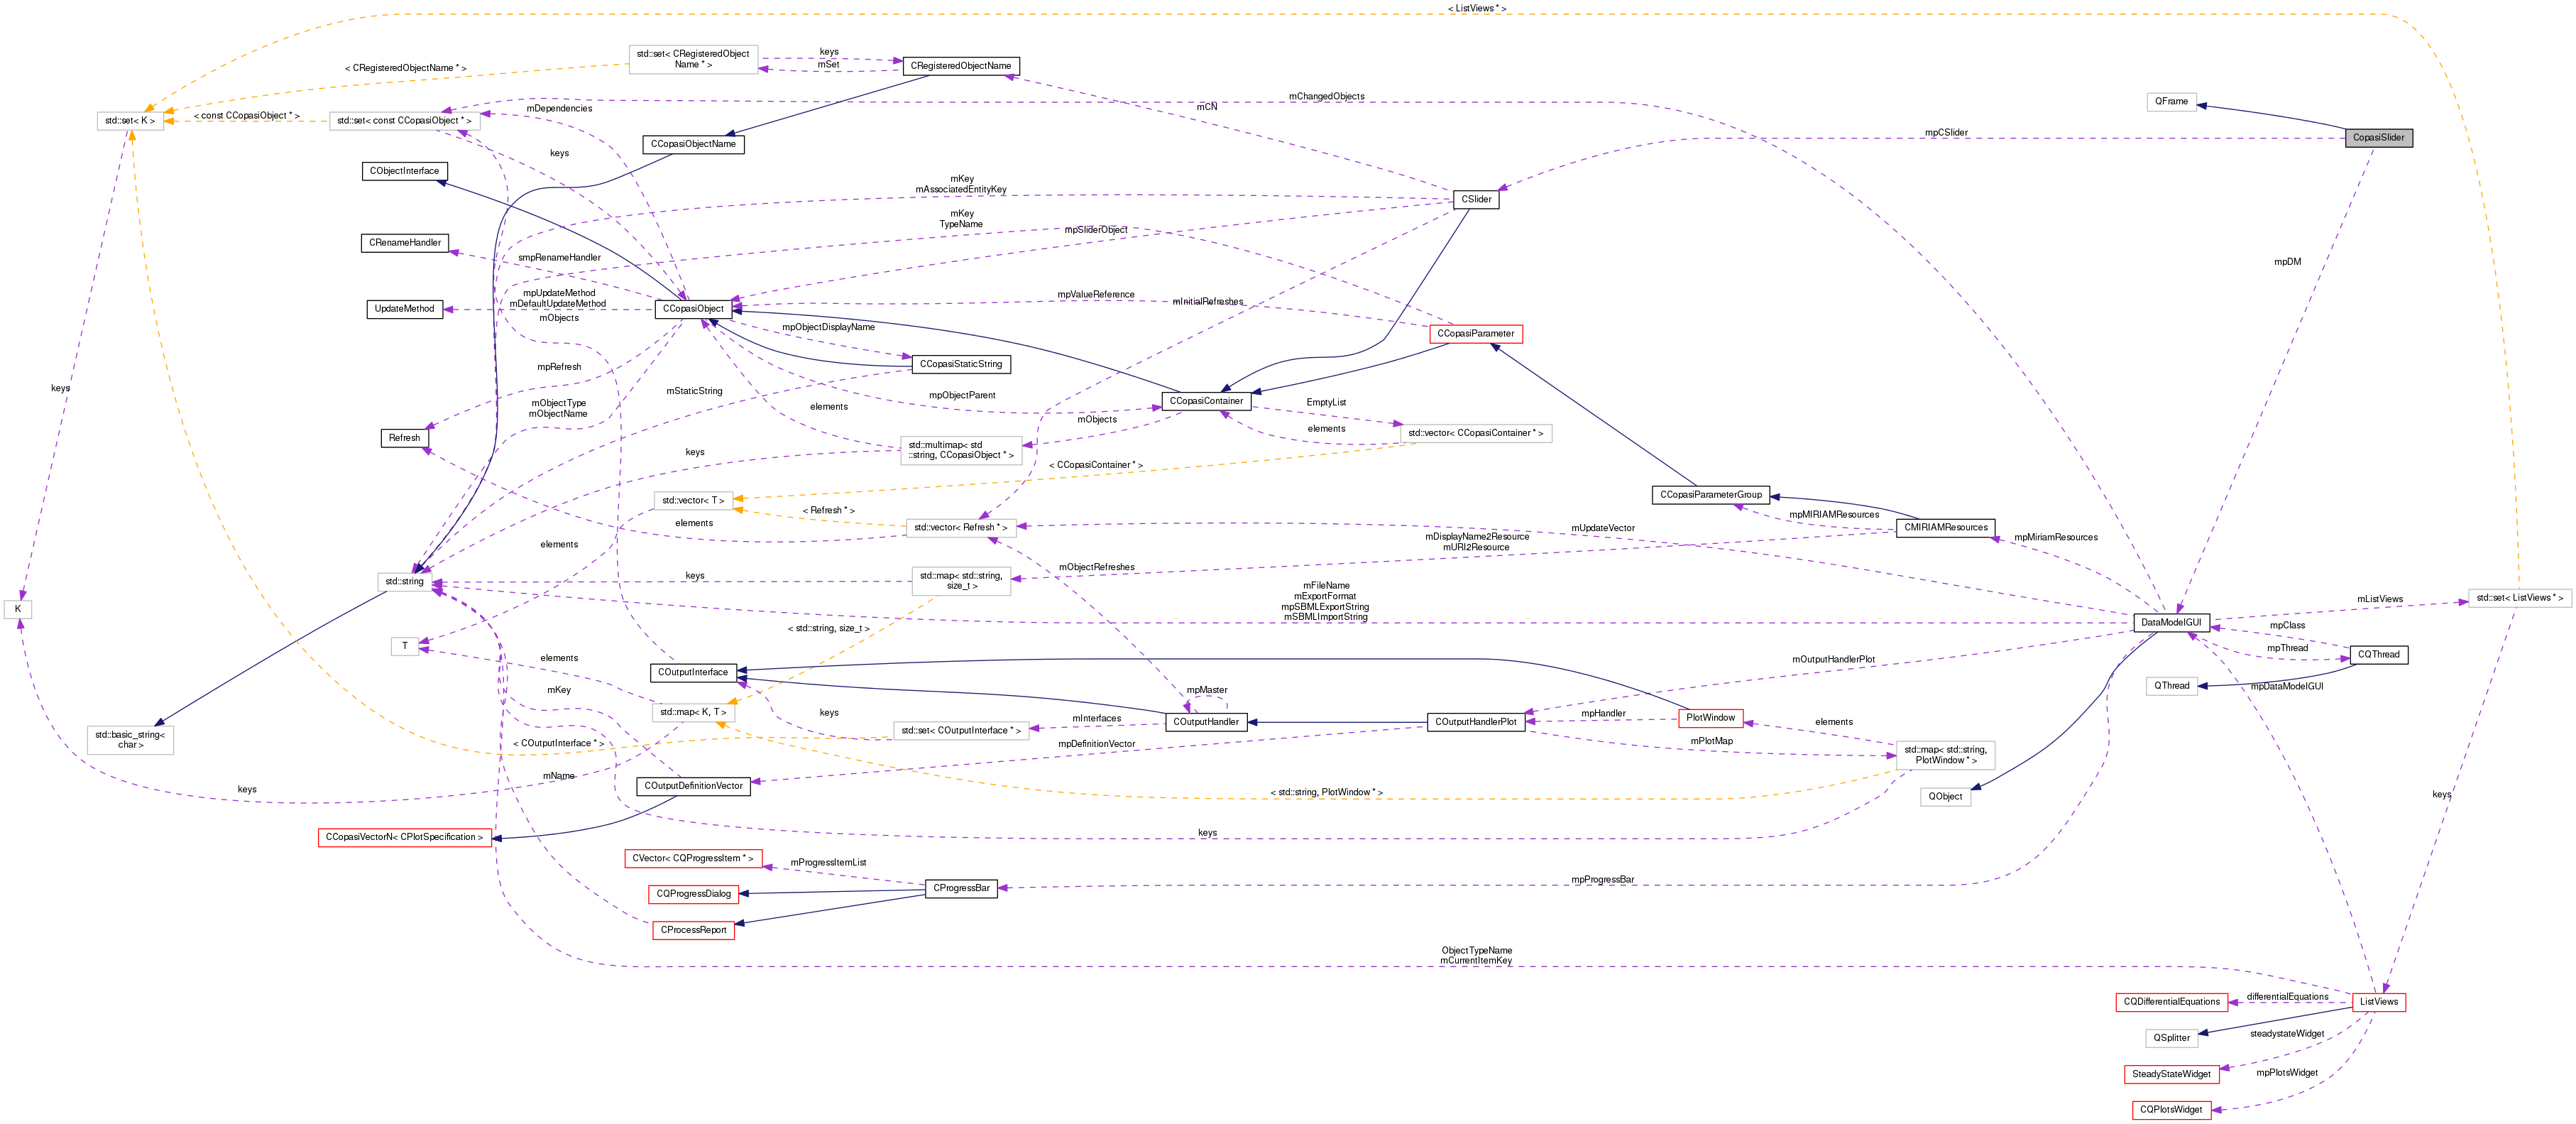 < ListViews * >
std::set< CRegisteredObject
Name * >
keys
mSet
CRegisteredObjectName
< CRegisteredObjectName * >
mChangedObjects
QFrame
mDependencies
mCN
std::set< K >
< const CCopasiObject * >
std::set< const CCopasiObject * >
mpCSlider
CopasiSlider
CCopasiObjectName
keys
CObjectInterface
mKey
mAssociatedEntityKey
CSlider
mKey
TypeName
mpSliderObject
CRenameHandler
smpRenameHandler
mpDM
mpUpdateMethod
mDefaultUpdateMethod
mpValueReference
mInitialRefreshes
UpdateMethod
CCopasiObject
mObjects
mpObjectDisplayName
CCopasiParameter
mpRefresh
CCopasiStaticString
keys
mStaticString
mpObjectParent
CCopasiContainer
EmptyList
mObjectType
mObjectName
elements
mObjects
elements
std::vector< CCopasiContainer * >
Refresh
std::multimap< std
::string, CCopasiObject * >
keys
< CCopasiContainer * >
std::vector< T >
CCopasiParameterGroup
< Refresh * >
mpMIRIAMResources
elements
std::vector< Refresh * >
mUpdateVector
CMIRIAMResources
mDisplayName2Resource
mURI2Resource
mpMiriamResources
elements
mObjectRefreshes
keys
std::map< std::string,
size_t >
std::string
mFileName
mExportFormat
mpSBMLExportString
mSBMLImportString
K
mListViews
std::set< ListViews * >
DataModelGUI
mpClass
< std::string, size_t >
T
elements
mpThread
CQThread
COutputInterface
mOutputHandlerPlot
QThread
mpDataModelGUI
mKey
mpMaster
std::map< K, T >
keys
mInterfaces
COutputHandler
COutputHandlerPlot
mpHandler
PlotWindow
elements
std::set< COutputInterface * >
std::basic_string<
char >
< COutputInterface * >
mpDefinitionVector
mPlotMap
std::map< std::string,
PlotWindow * >
mName
COutputDefinitionVector
keys
< std::string, PlotWindow * >
QObject
keys
CCopasiVectorN< CPlotSpecification >
keys
CVector< CQProgressItem * >
mProgressItemList
CQProgressDialog
CProgressBar
mpProgressBar
CProcessReport
ObjectTypeName
mCurrentItemKey
CQDifferentialEquations
differentialEquations
ListViews
QSplitter
steadystateWidget
SteadyStateWidget
mpPlotsWidget
CQPlotsWidget